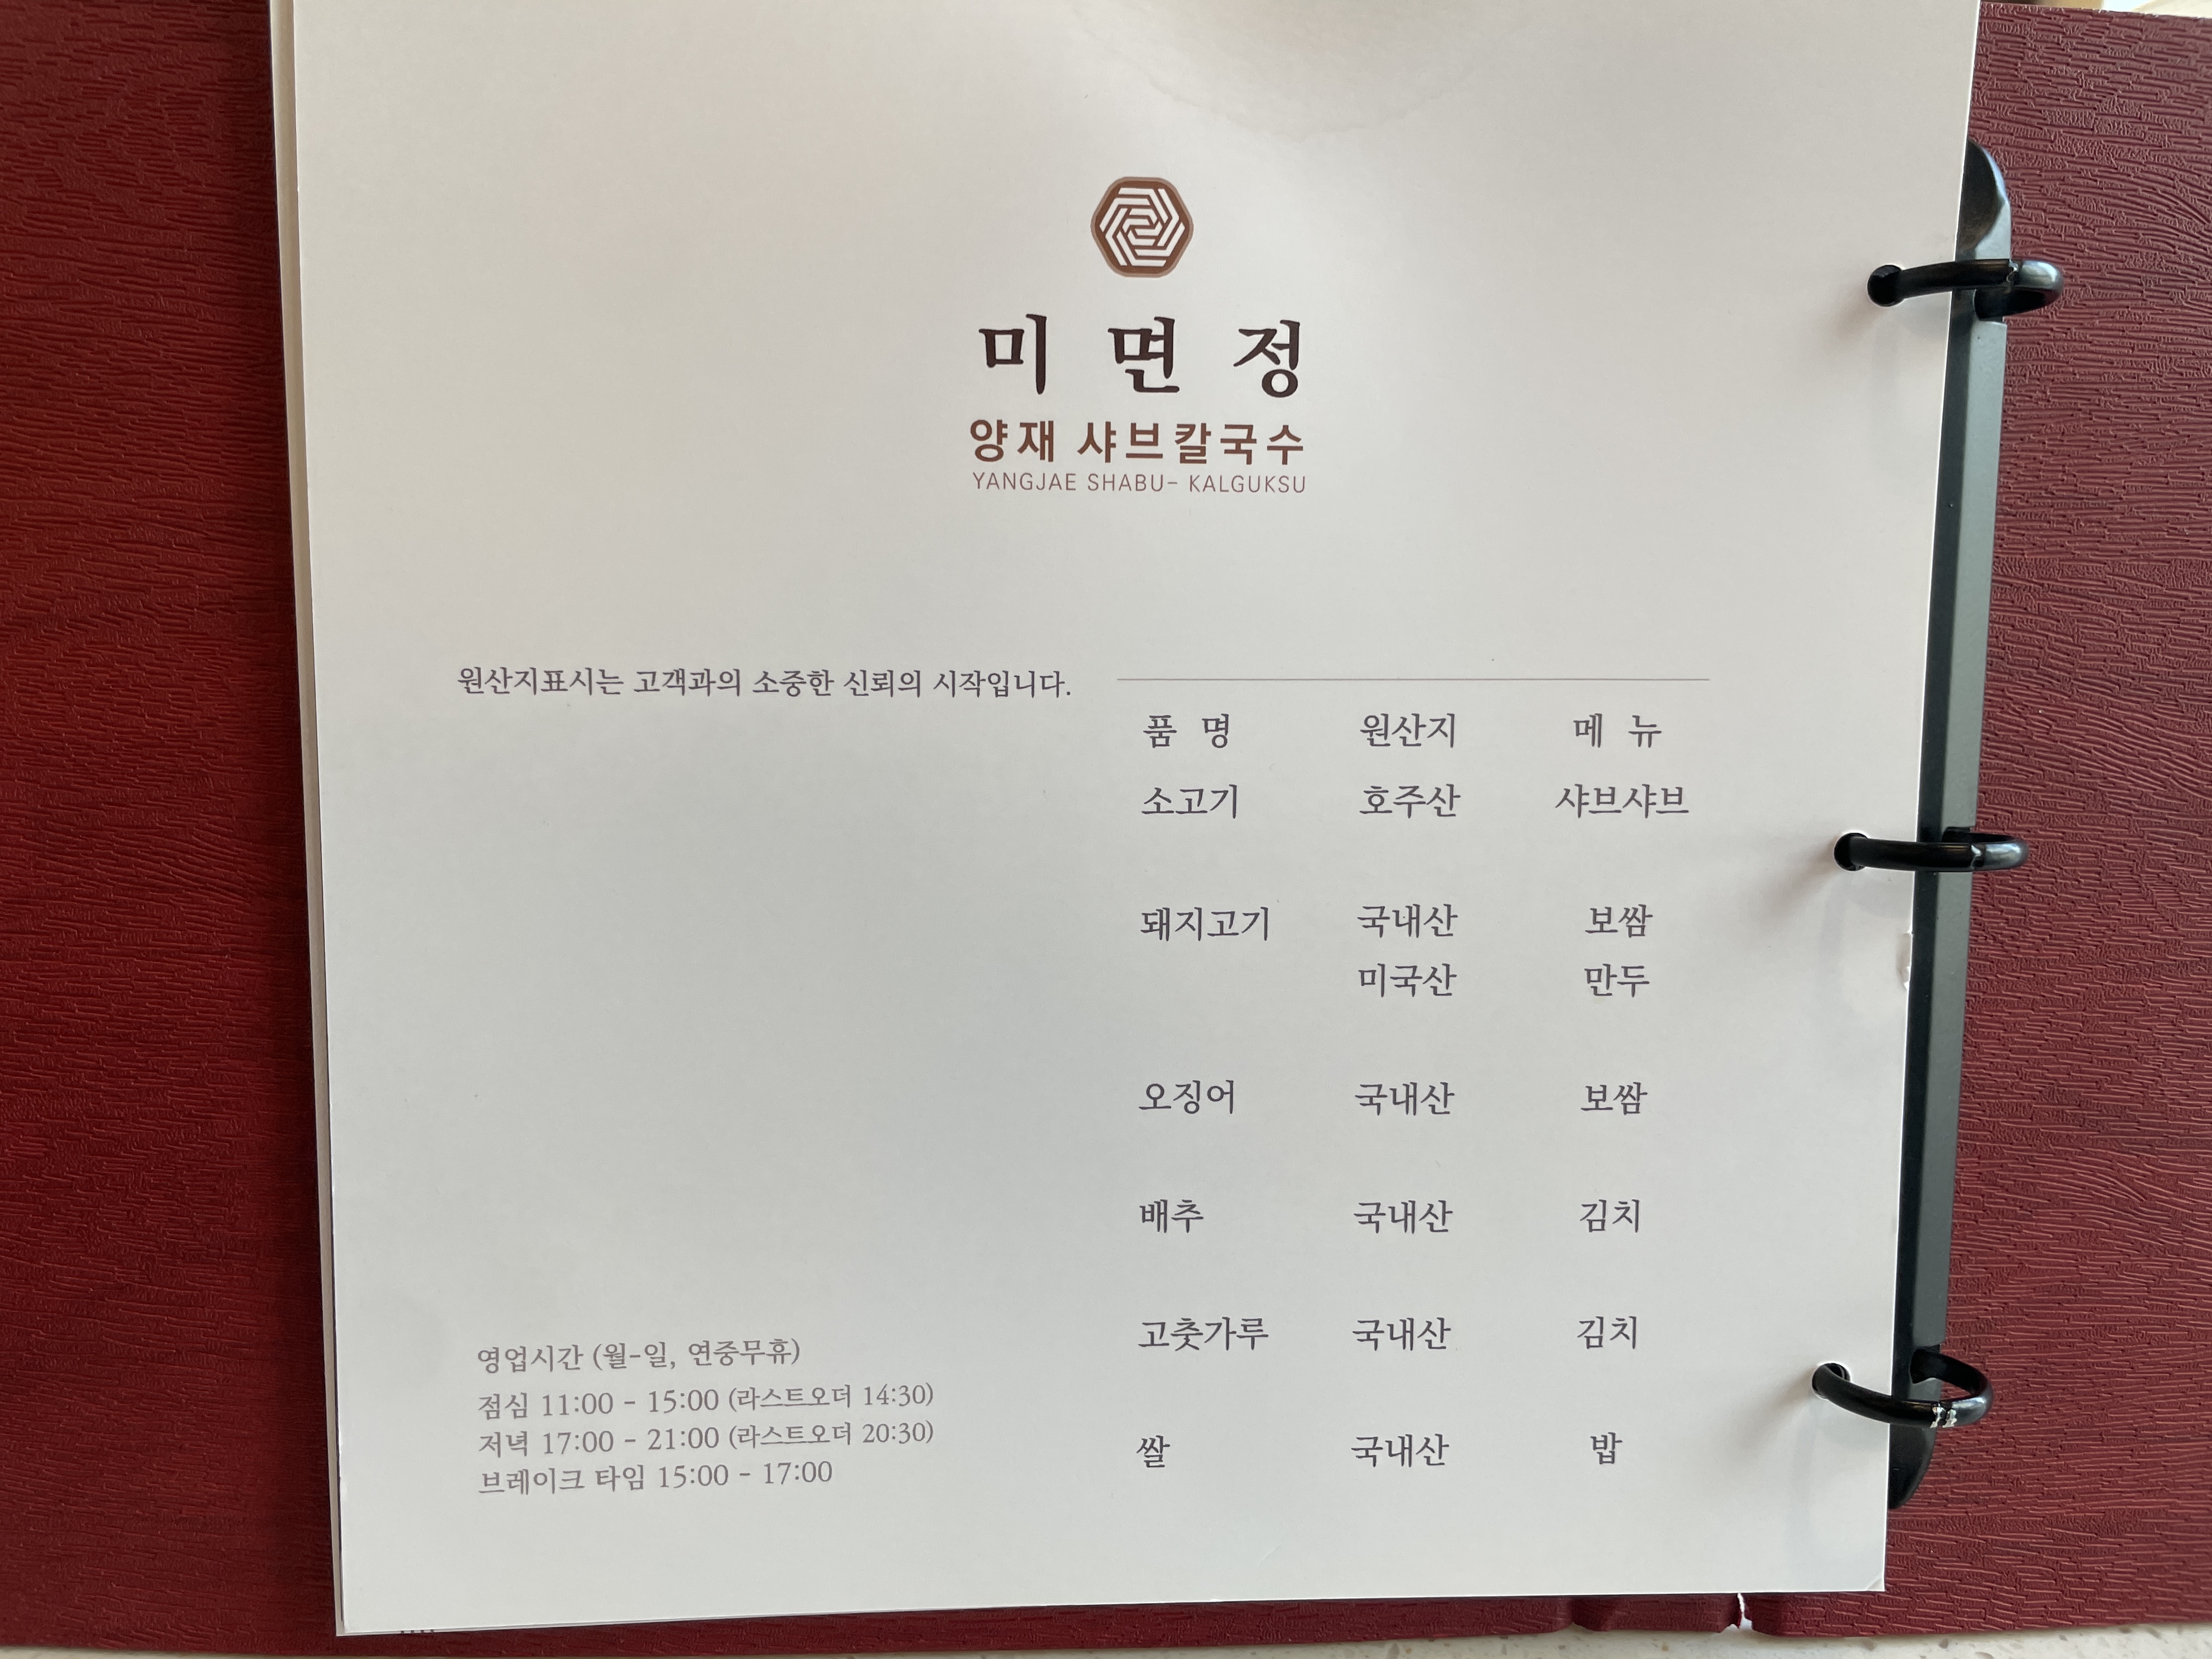 미면정
양재 샤브칼국수
YANGJAE SHABU- KALGUKSU
원산지표시는 고객과의 소중한 신뢰의 시작입니다.
품 명 원산지 메 뉴
소고기 호주산 샤브샤브
돼지고기 국내산 보쌈
미국산 만두
오징어 국내산 보쌈
배추 국내산 김치
고춧가루 국내산 김치
쌀 국내산 밥
영업시간 (월-일, 연중무휴)
점심 11:00 - 15:00 (라스트오더 14:30)
저녁 17:00 - 21:00 (라스트오더 20:30)
브레이크 타임 15:00 - 17:00